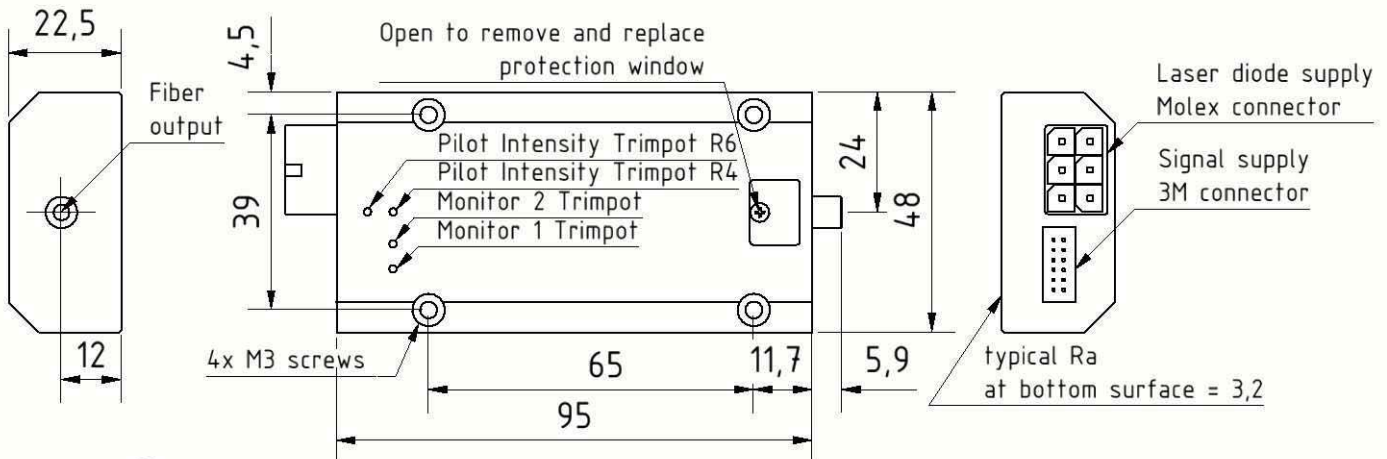 22,5
4,5
Open to remove and replace
protection window
Fiber
output
Laser diode supply
Molex connector
Pilot Intensity Trimpot R6
Pilot Intensity Trimpot R4
Monitor 2 Trimpot
Monitor 1 Trimpot
Signal supply
3M connector
39
24
48
12
4x M3 screws
65
11,7
5,9
95
typical Ra
at bottom surface = 3,2